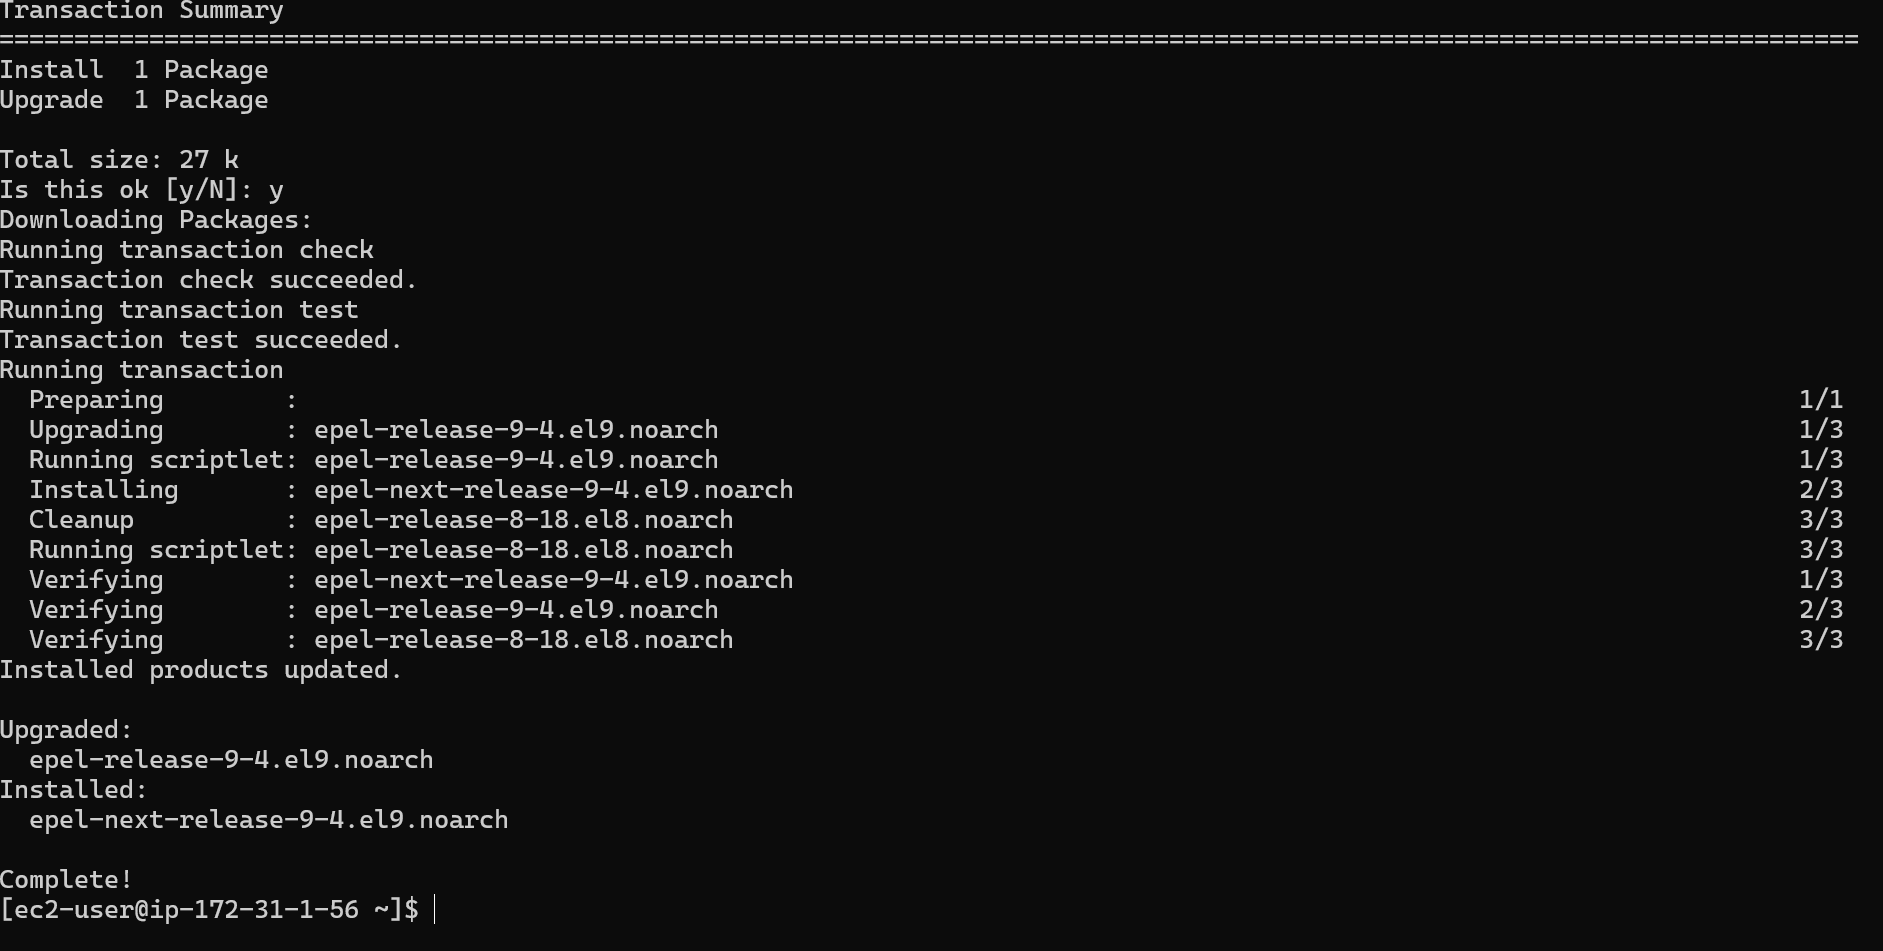 Transaction Summary
============================================================================================================================
Install  1 Package
Upgrade  1 Package

Total size: 27 k
Is this ok [y/N]: y
Downloading Packages:
Running transaction check
Transaction check succeeded.
Running transaction test
Transaction test succeeded.
Running transaction
  Preparing        :                                                                                                    1/1
  Upgrading        : epel-release-9-4.el9.noarch                                                                        1/3
  Running scriptlet: epel-release-9-4.el9.noarch                                                                        1/3
  Installing       : epel-next-release-9-4.el9.noarch                                                                   2/3
  Cleanup          : epel-release-8-18.el8.noarch                                                                       3/3
  Running scriptlet: epel-release-8-18.el8.noarch                                                                       3/3
  Verifying        : epel-next-release-9-4.el9.noarch                                                                   1/3
  Verifying        : epel-release-9-4.el9.noarch                                                                        2/3
  Verifying        : epel-release-8-18.el8.noarch                                                                       3/3
Installed products updated.

Upgraded:
  epel-release-9-4.el9.noarch
Installed:
  epel-next-release-9-4.el9.noarch

Complete!
[ec2-user@ip-172-31-1-56 ~]$